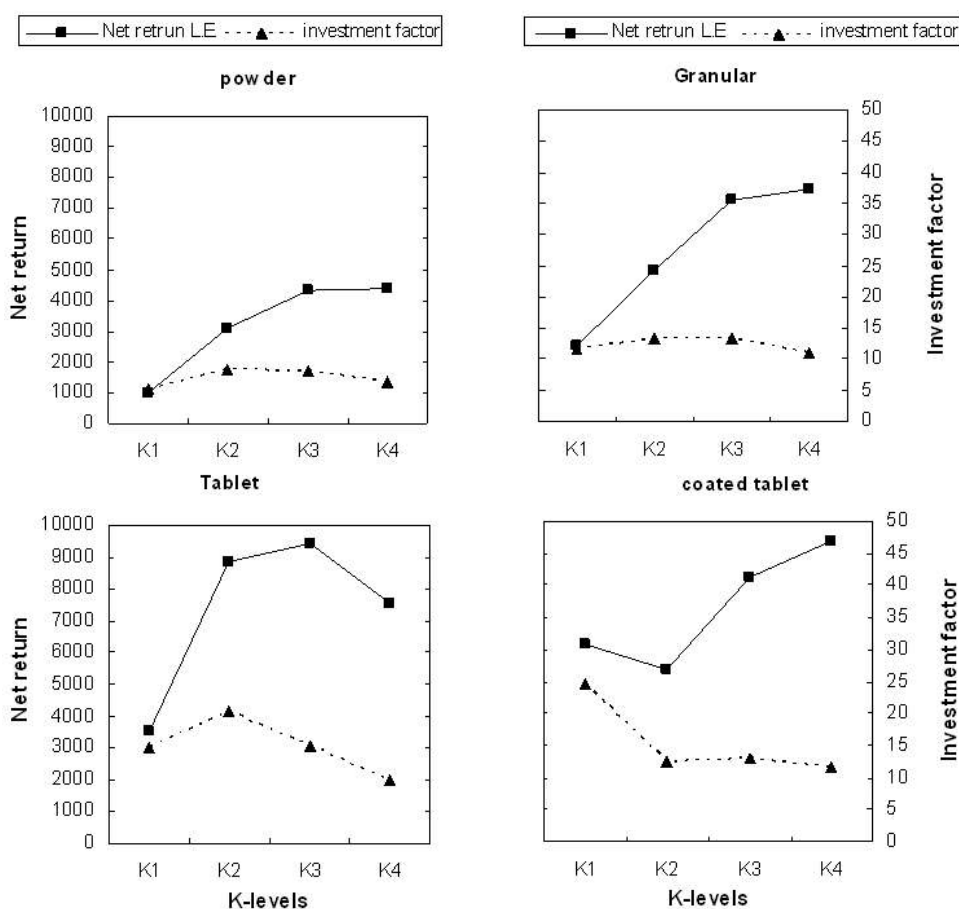 Net retrun L.E investment factor
Net retrun L.E investment factor
powder
Granular
10000
9000
8000
7000
6000
5000
4000
3000
2000
1000
0
Net return
K1 K2 K3 K4
50
45
40
35
30
25
20
15
10
5
0
Investment factor
K1 K2 K3 K4
Tablet
coated tablet
10000
9000
8000
7000
6000
5000
4000
3000
2000
1000
0
Net return
K1 K2 K3 K4
K-levels
50
45
40
35
30
25
20
15
10
5
0
Investment factor
K1 K2 K3 K4
K-levels